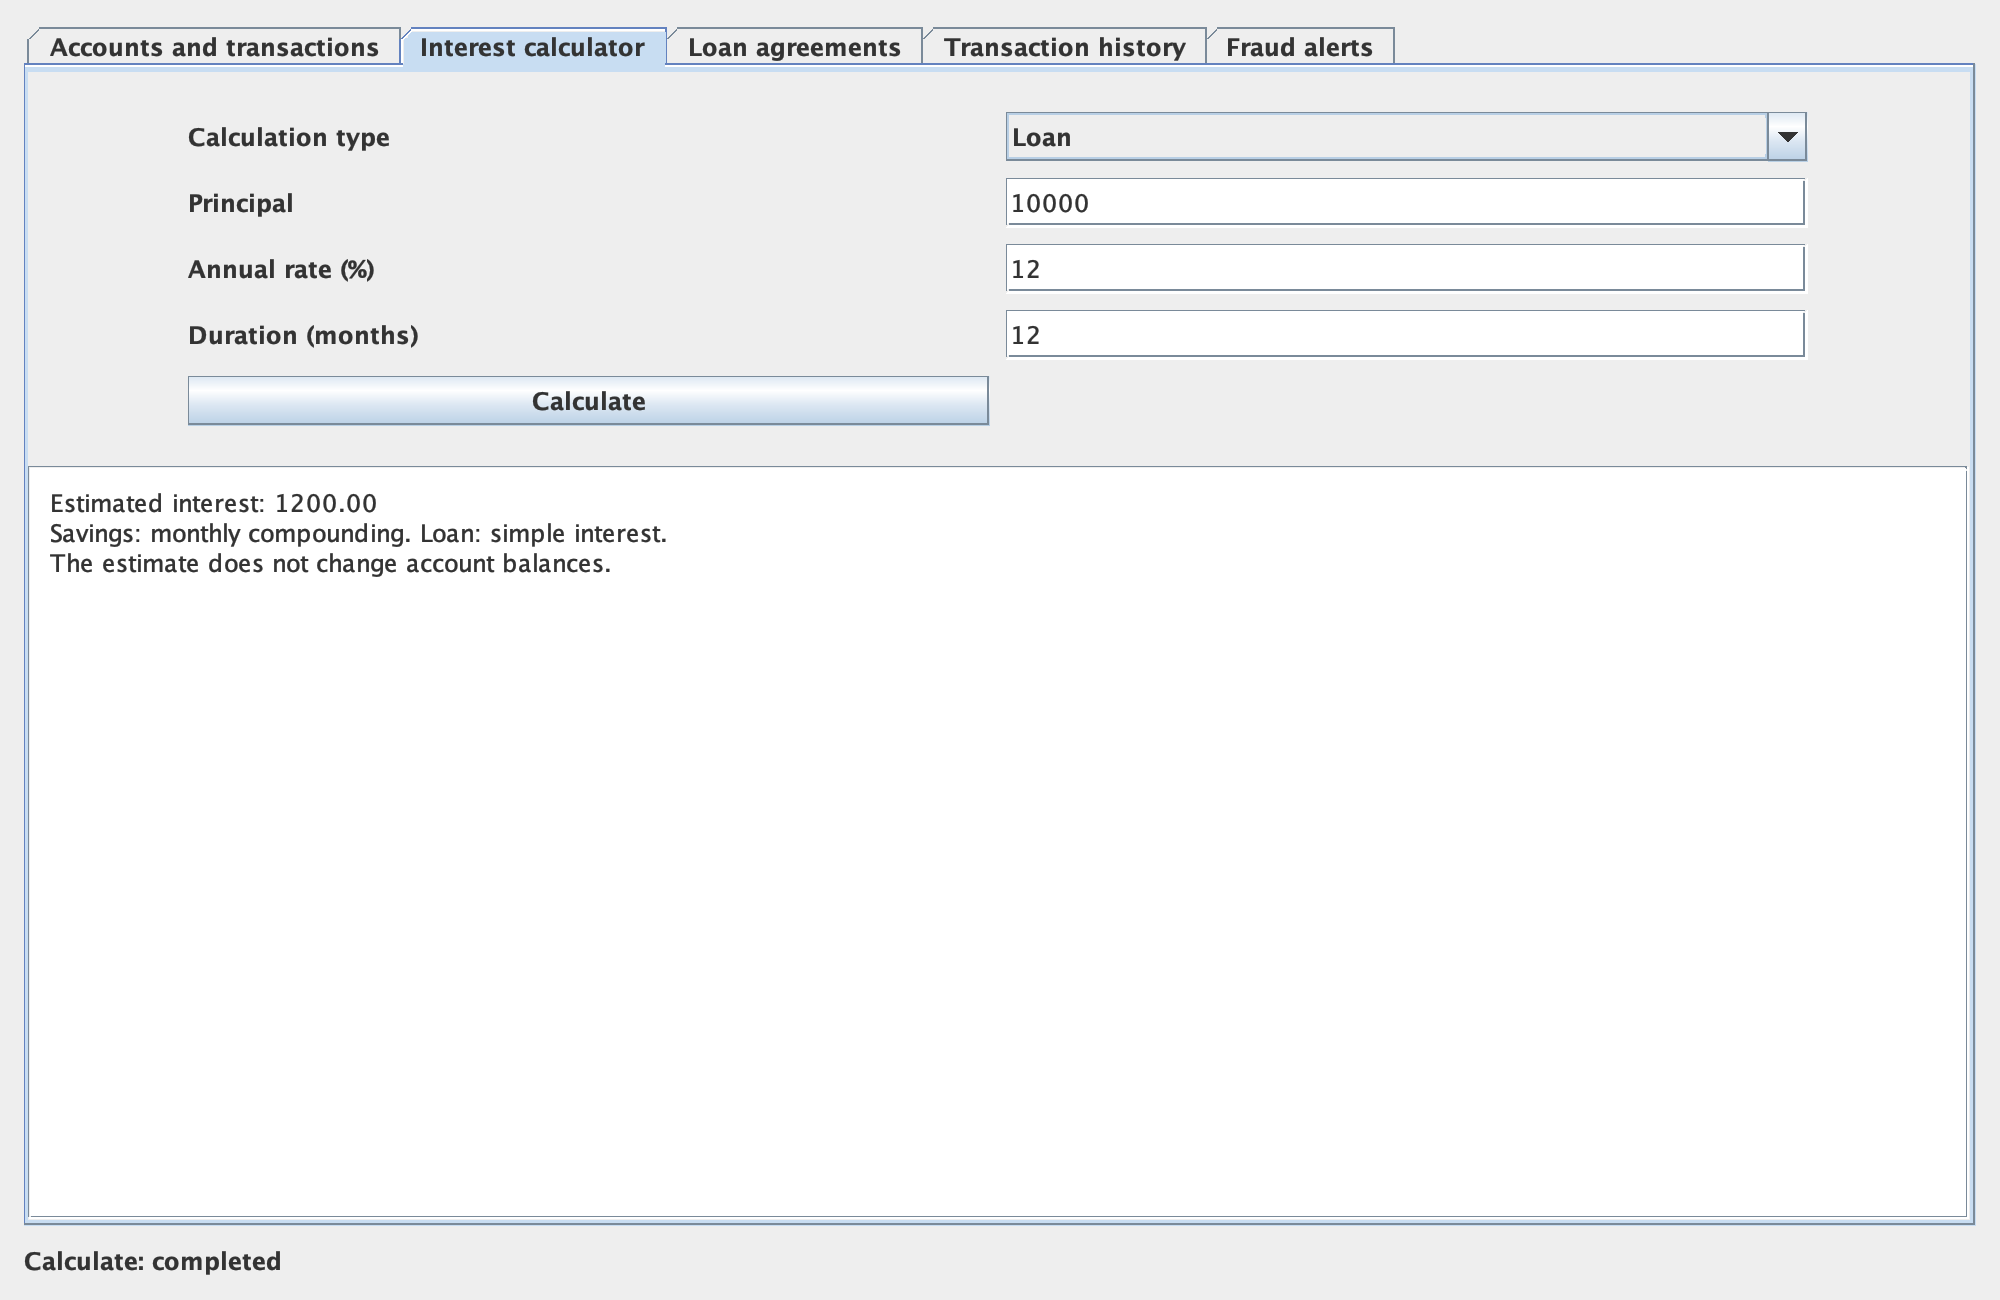 Accounts and transactions Interest calculator Loan agreements Transaction history Fraud alerts
Calculation type Loan
Principal 10000
Annual rate (%) 12
Duration (months) 12
Calculate
Estimated interest: 1200.00
Savings: monthly compounding. Loan: simple interest.
The estimate does not change account balances.
Calculate: completed